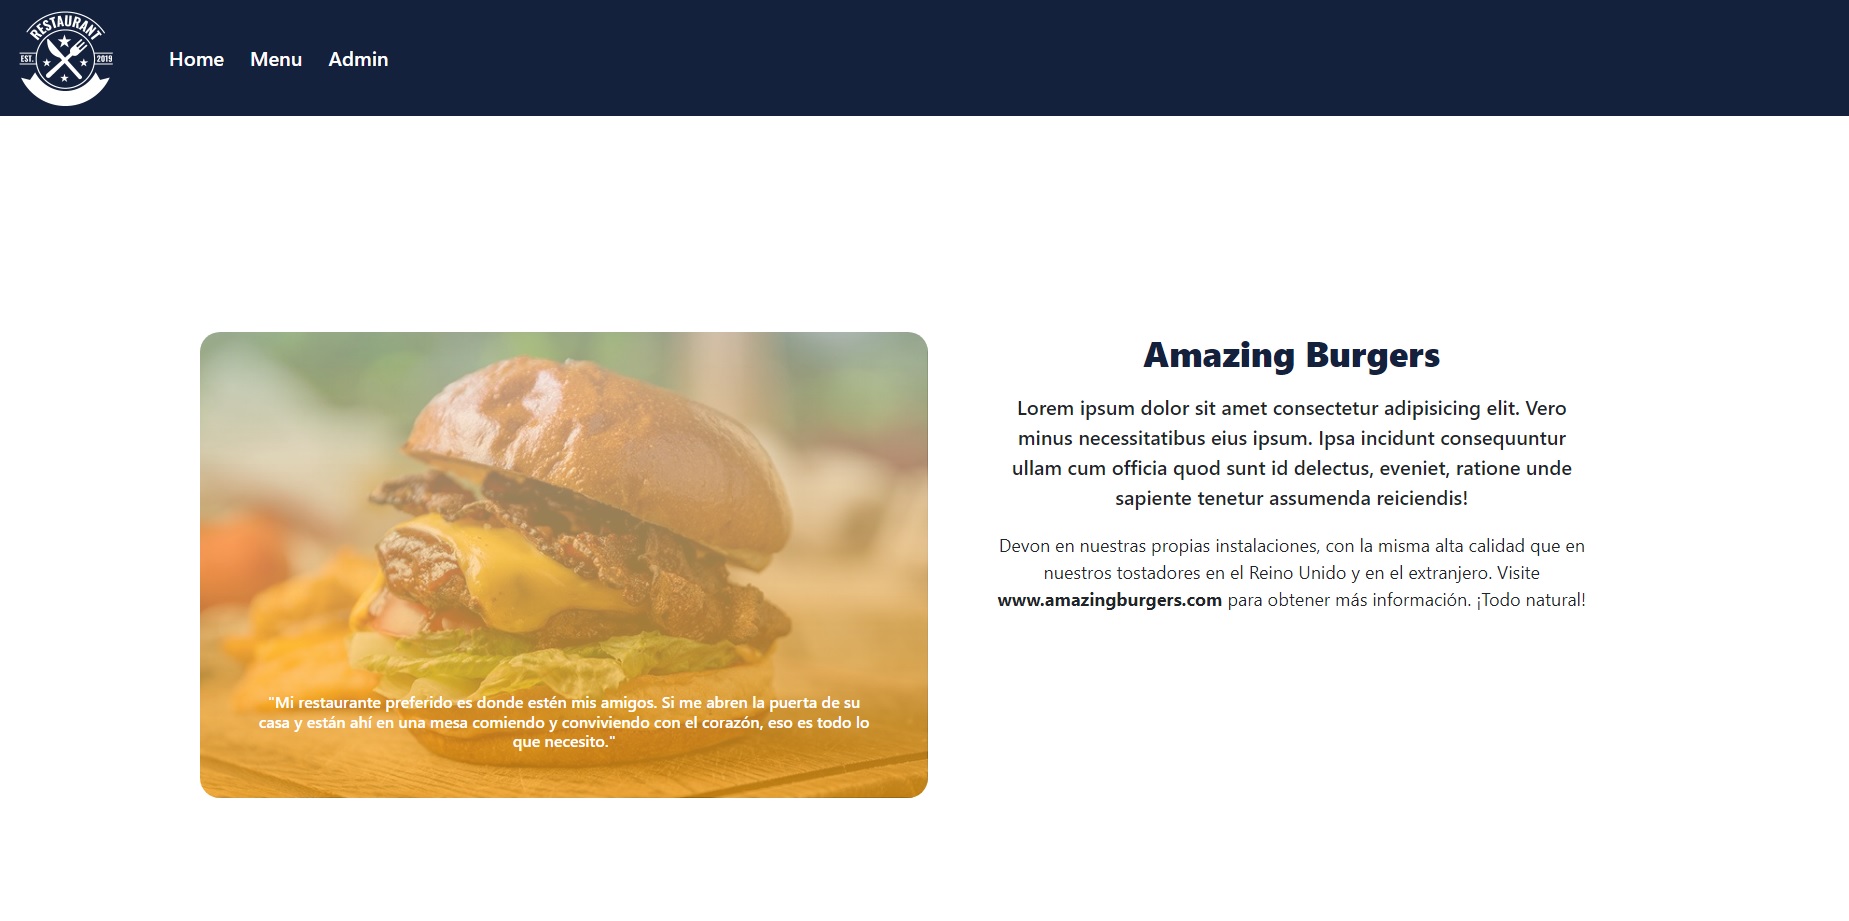 RESTAURANT
EST. 2019
Home Menu Admin
Amazing Burgers
Lorem ipsum dolor sit amet consectetur adipisicing elit. Vero
minus necessitatibus eius ipsum. Ipsa incidunt consequuntur
ullam cum officia quod sunt id delectus, eveniet, ratione unde
sapiente tenetur assumenda reiciendis!
Devon en nuestras propias instalaciones, con la misma alta calidad que en
nuestros tostadores en el Reino Unido y en el extranjero. Visite
www.amazingburgers.com para obtener más información. ¡Todo natural!
"Mi restaurante preferido es donde estén mis amigos. Si me abren la puerta de su
casa y están ahí en una mesa comiendo y conviviendo con el corazón, eso es todo lo
que necesito."